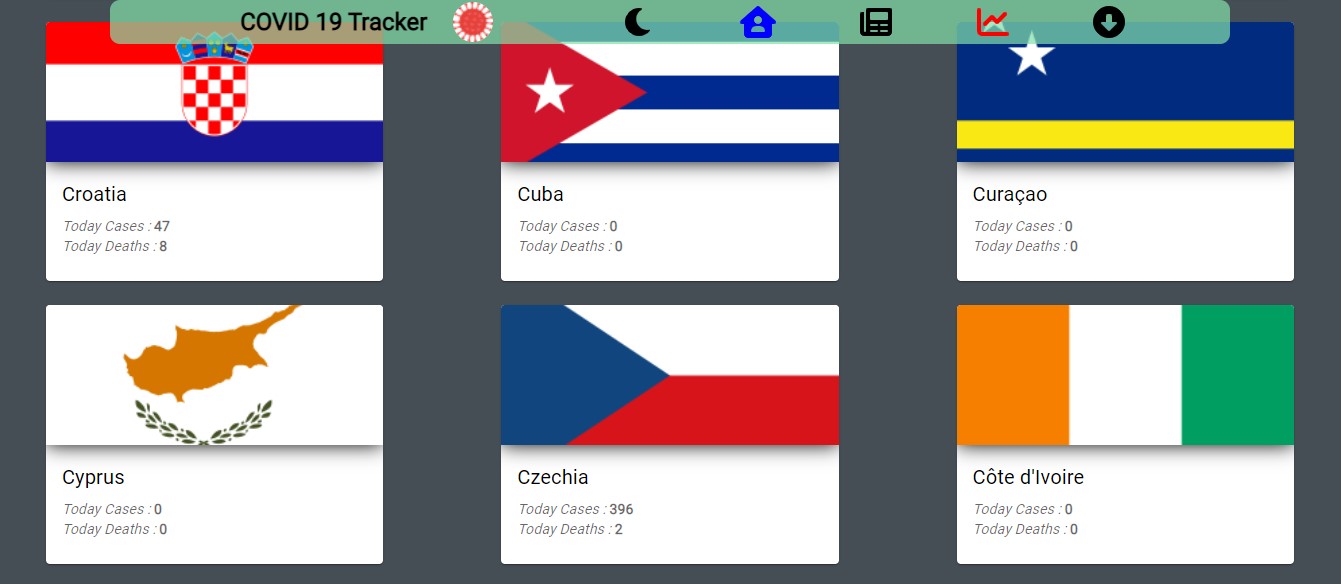 COVID 19 Tracker
Croatia
Today Cases : 47
Today Deaths : 8
Cuba
Today Cases : 0
Today Deaths : 0
Curaçao
Today Cases : 0
Today Deaths : 0
Cyprus
Today Cases : 0
Today Deaths : 0
Czechia
Today Cases : 396
Today Deaths : 2
Côte d'Ivoire
Today Cases : 0
Today Deaths : 0